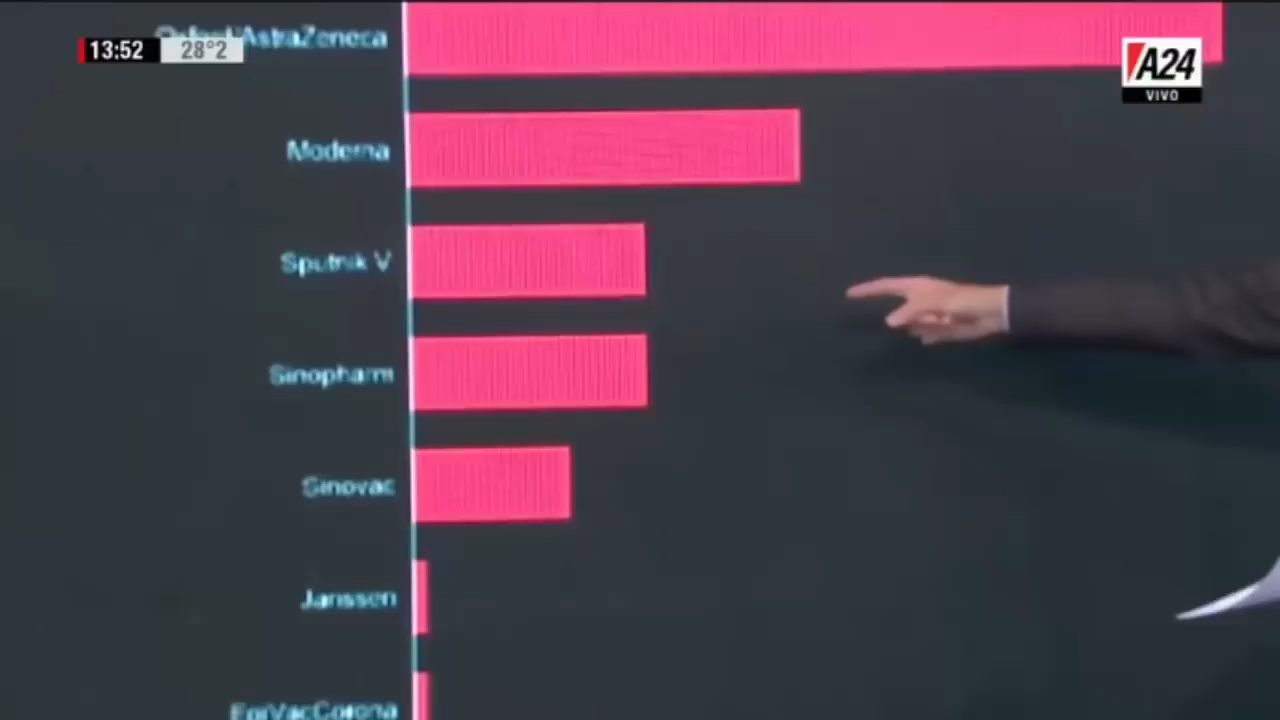 AstraZeneca
13:52
28°2
A24
VIVO
Moderna
Sputnik V
Sinopharm
Sinovac
Janssen
EpiVacCorona